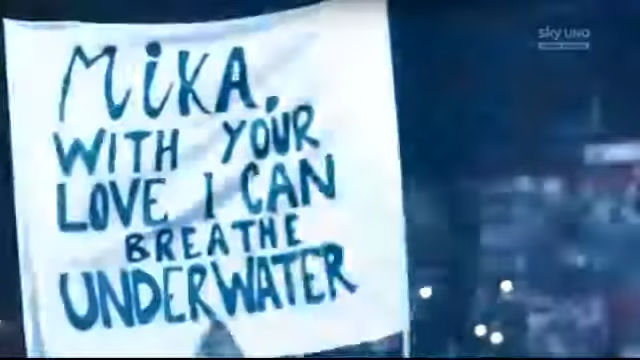 MiKA,
WITH YOUR
LOVE I CAN
BREATHE
UNDERWATER
sky UNO